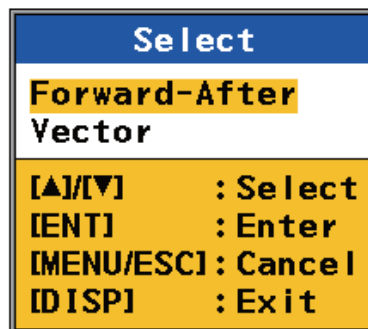 Select
Forward-After
Vector
[▲]/[▼] :Select
[ENT] :Enter
[MENU/ESC]:Cancel
[DISP] :Exit